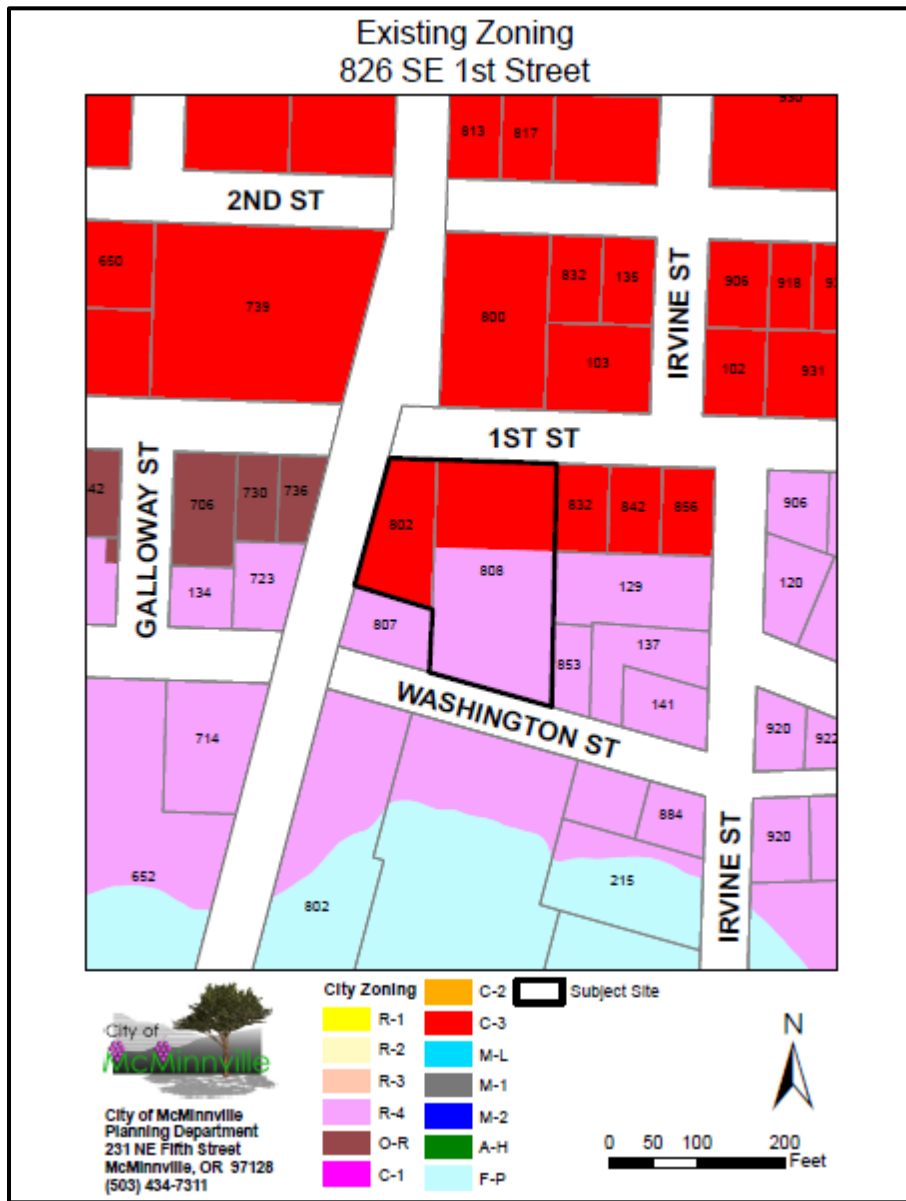 Existing Zoning
826 SE 1st Street
930
813 817
2ND ST
650 739 800 832 135 906 918
103 102 931
IRVINE ST
1ST ST
GALLOWAY ST
42 706 730 736 802 832 842 856 906
134 723 808 129 120
807 853 137
141
WASHINGTON ST
714 920 922
884 920
652 802 215
IRVINE ST
City of
McMinnville
City of McMinnville
Planning Department
231 NE Fifth Street
McMinnville, OR 97128
(503) 434-7311
City Zoning
R-1
R-2
R-3
R-4
O-R
C-1
C-2
C-3
M-L
M-1
M-2
A-H
F-P
Subject Site
N
0 50 100 200
Feet